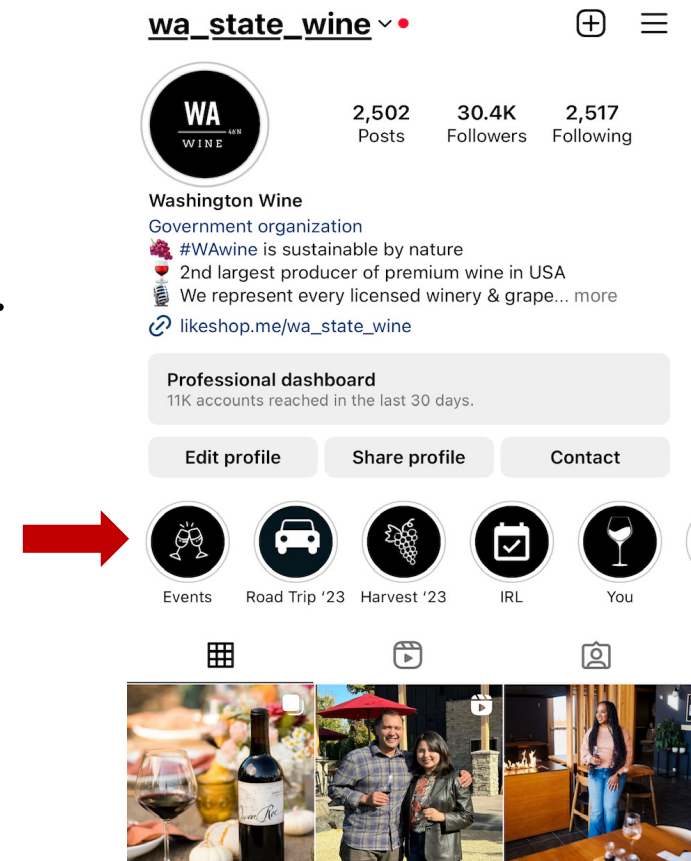 wa_state_wine
WA
46'N
WINE
2,502 30.4K 2,517
Posts Followers Following
Washington Wine
Government organization
#WAwine is sustainable by nature
2nd largest producer of premium wine in USA
We represent every licensed winery & grape... more
likeshop.me/wa_state_wine
Professional dashboard
11K accounts reached in the last 30 days.
Edit profile Share profile Contact
Events Road Trip ‘23 Harvest ‘23 IRL You